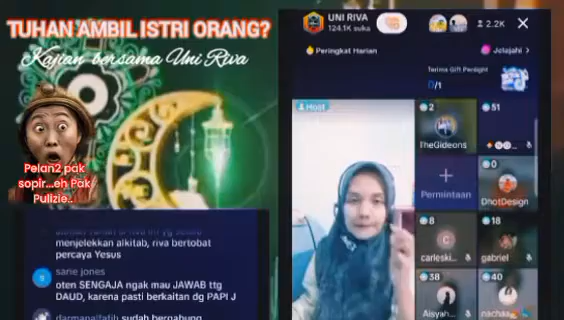 TUHAN AMBIL ISTRI ORANG?
Kajian bersama Uni Riva
Pelan2 pak
sopir...eh Pak
Pulizie..
menjelekkan alkitab, riva bertobat
percaya Yesus
sarie jones
oten SENGAJA ngak mau JAWAB ttg
DAUD, karena pasti berkaitan dg PAPI J
sudah bergabung
UNI RIVA
124.1K suka
2.2K
Peringkat Harian
Jelajahi >
Terima Gift Perdight
0/1
Host
2
TheGideons
51
Permintaan
0
DhotDesign
8
carleski...
18
gabriel
38
Aisyah...
40
nachaa